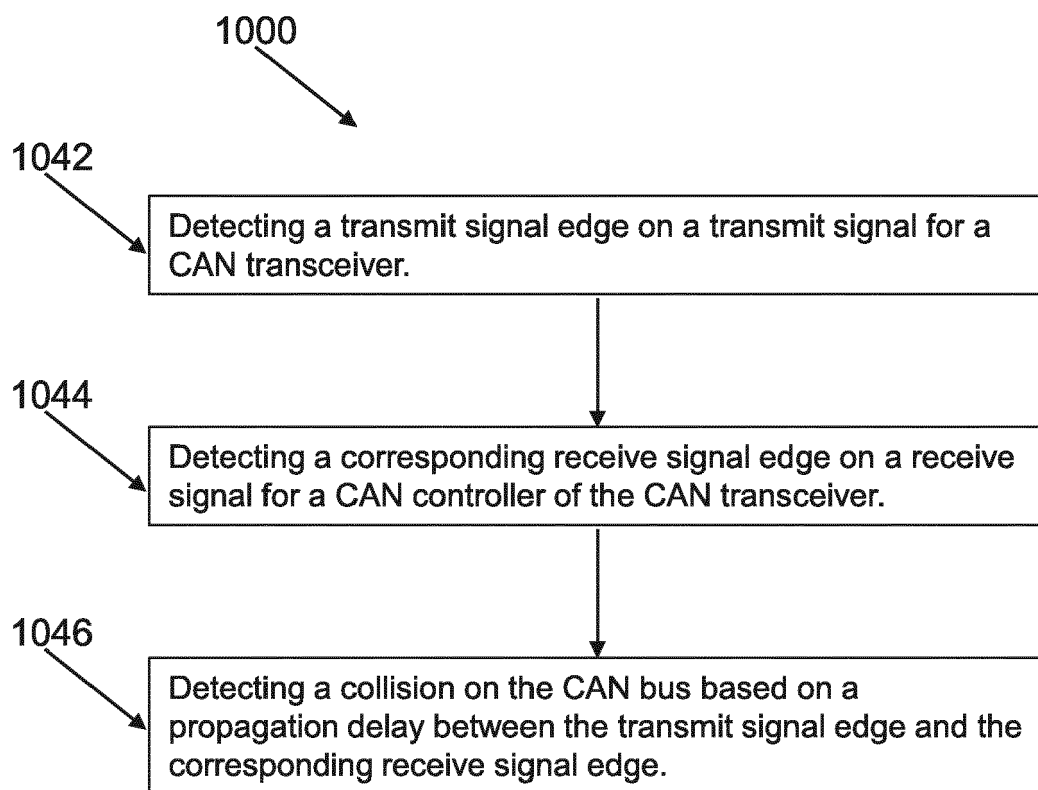 1000
1042
Detecting a transmit signal edge on a transmit signal for a
CAN transceiver.
1044
Detecting a corresponding receive signal edge on a receive
signal for a CAN controller of the CAN transceiver.
1046
Detecting a collision on the CAN bus based on a
propagation delay between the transmit signal edge and the
corresponding receive signal edge.